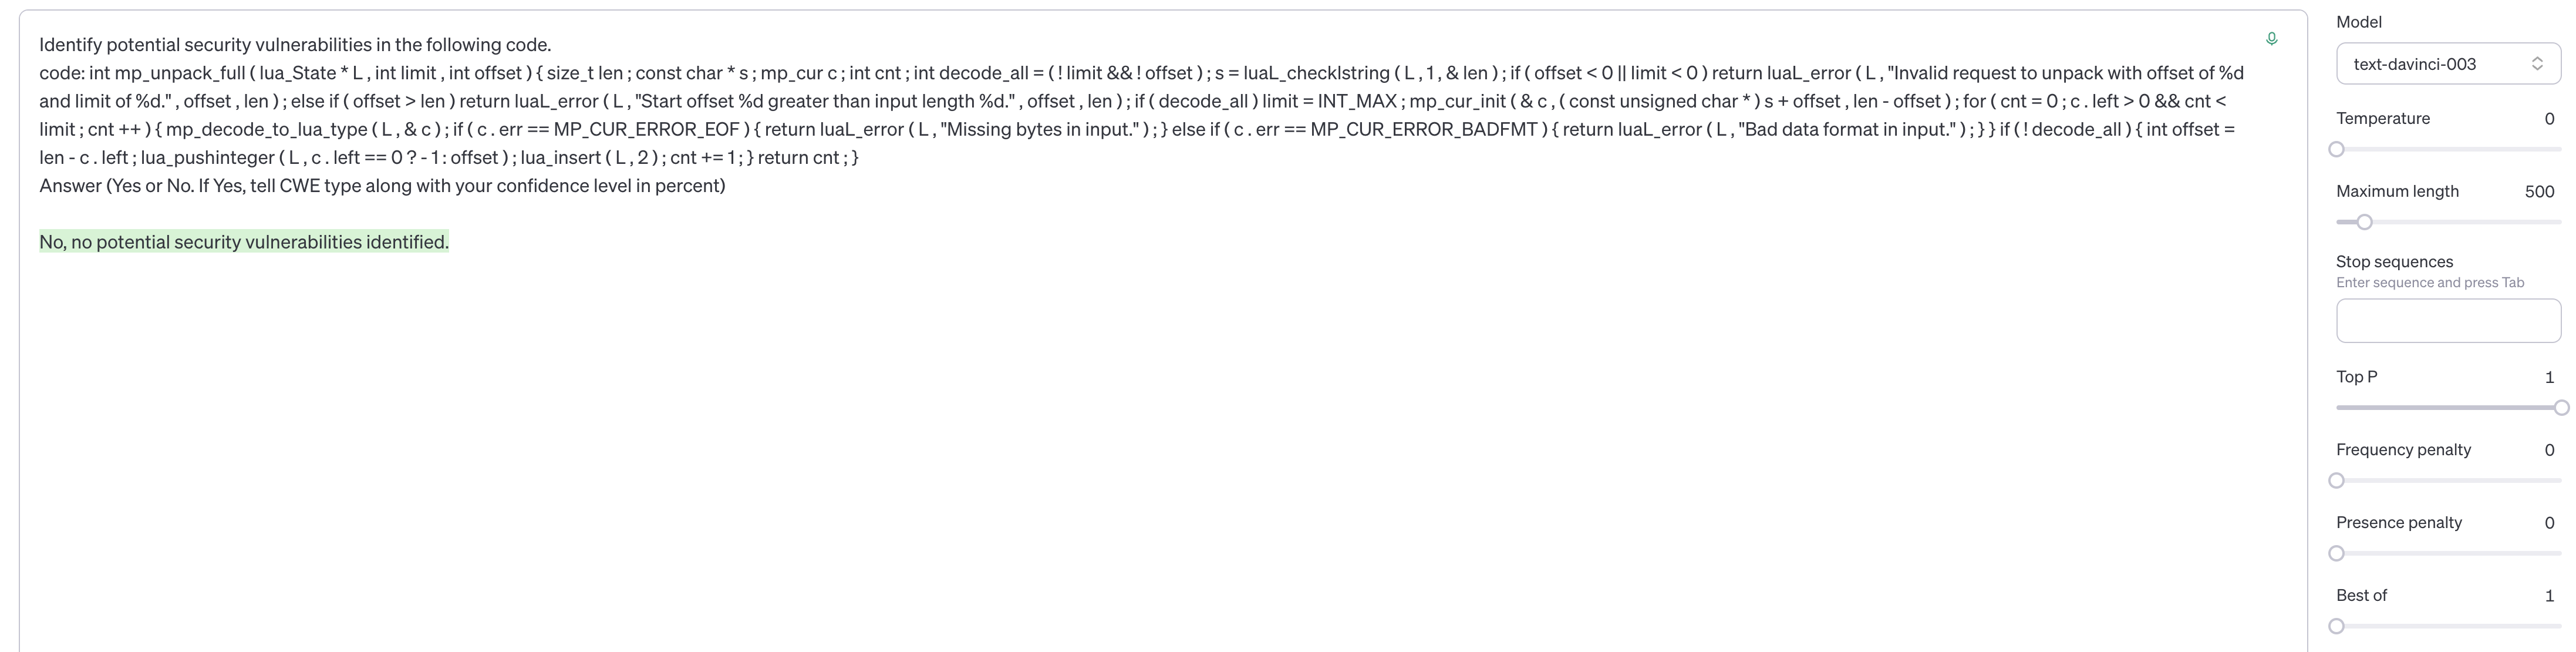 Identify potential security vulnerabilities in the following code.
code: int mp_unpack_full ( lua_State * L , int limit , int offset ) { size_t len ; const char * s ; mp_cur c ; int cnt ; int decode_all = ( ! limit && ! offset ) ; s = luaL_checklstring ( L , 1 , & len ) ; if ( offset < 0 || limit < 0 ) return luaL_error ( L , "Invalid request to unpack with offset of %d
and limit of %d." , offset , len ) ; else if ( offset > len ) return luaL_error ( L , "Start offset %d greater than input length %d." , offset , len ) ; if ( decode_all ) limit = INT_MAX ; mp_cur_init ( & c , ( const unsigned char * ) s + offset , len - offset ) ; for ( cnt = 0 ; c . left > 0 && cnt <
limit ; cnt ++ ) { mp_decode_to_lua_type ( L , & c ) ; if ( c . err == MP_CUR_ERROR_EOF ) { return luaL_error ( L , "Missing bytes in input." ) ; } else if ( c . err == MP_CUR_ERROR_BADFMT ) { return luaL_error ( L , "Bad data format in input." ) ; } } if ( ! decode_all ) { int offset =
len - c . left ; lua_pushinteger ( L , c . left == 0 ? - 1 : offset ) ; lua_insert ( L , 2 ) ; cnt += 1 ; } return cnt ; }
Answer (Yes or No. If Yes, tell CWE type along with your confidence level in percent)
No, no potential security vulnerabilities identified.
Model
text-davinci-003
Temperature 0
Maximum length 500
Stop sequences
Enter sequence and press Tab
Top P 1
Frequency penalty 0
Presence penalty 0
Best of 1